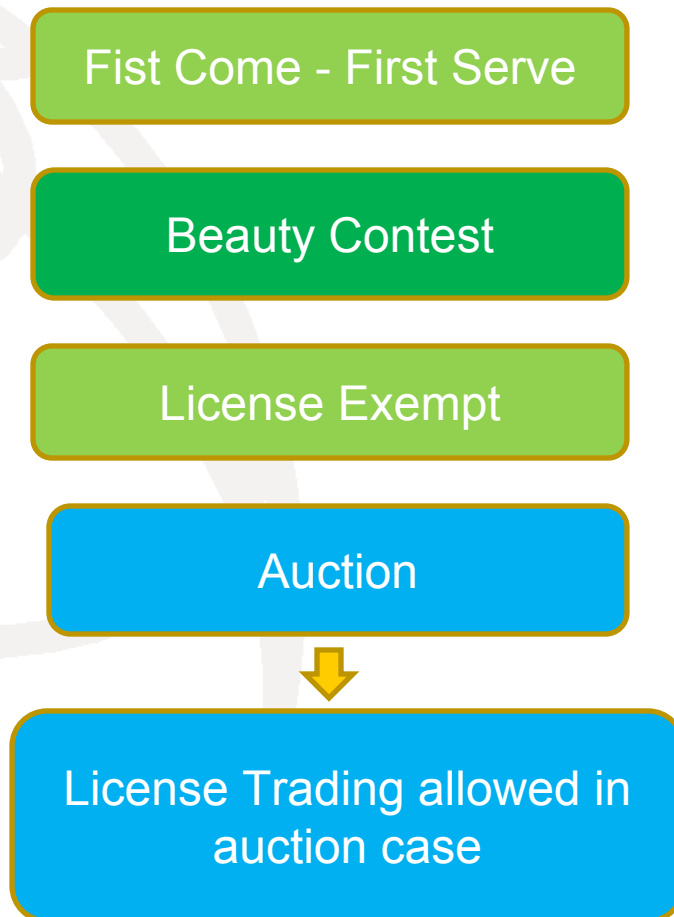 Fist Come - First Serve
Beauty Contest
License Exempt
Auction
License Trading allowed in
auction case